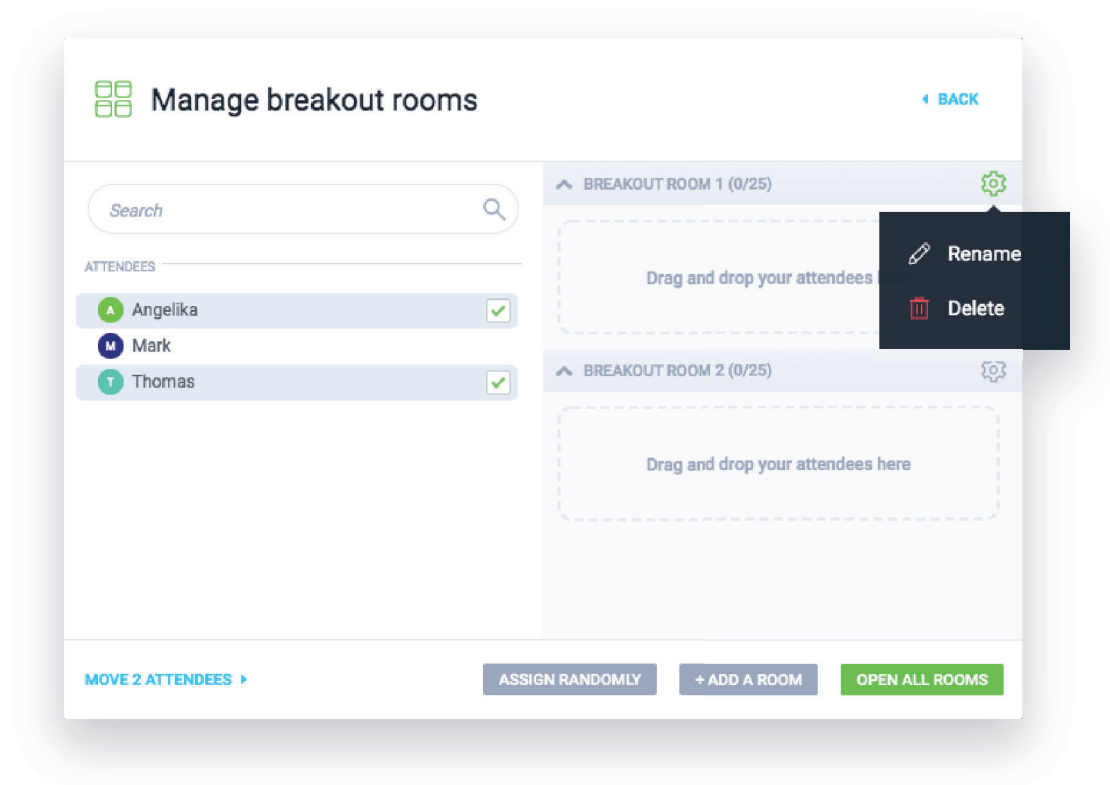 Manage breakout rooms
BACK
Search
ATTENDEES
A Angelika
M Mark
T Thomas
BREAKOUT ROOM 1 (0/25)
Rename
Drag and drop your attendees here
Delete
BREAKOUT ROOM 2 (0/25)
Drag and drop your attendees here
MOVE 2 ATTENDEES
ASSIGN RANDOMLY
+ ADD A ROOM
OPEN ALL ROOMS